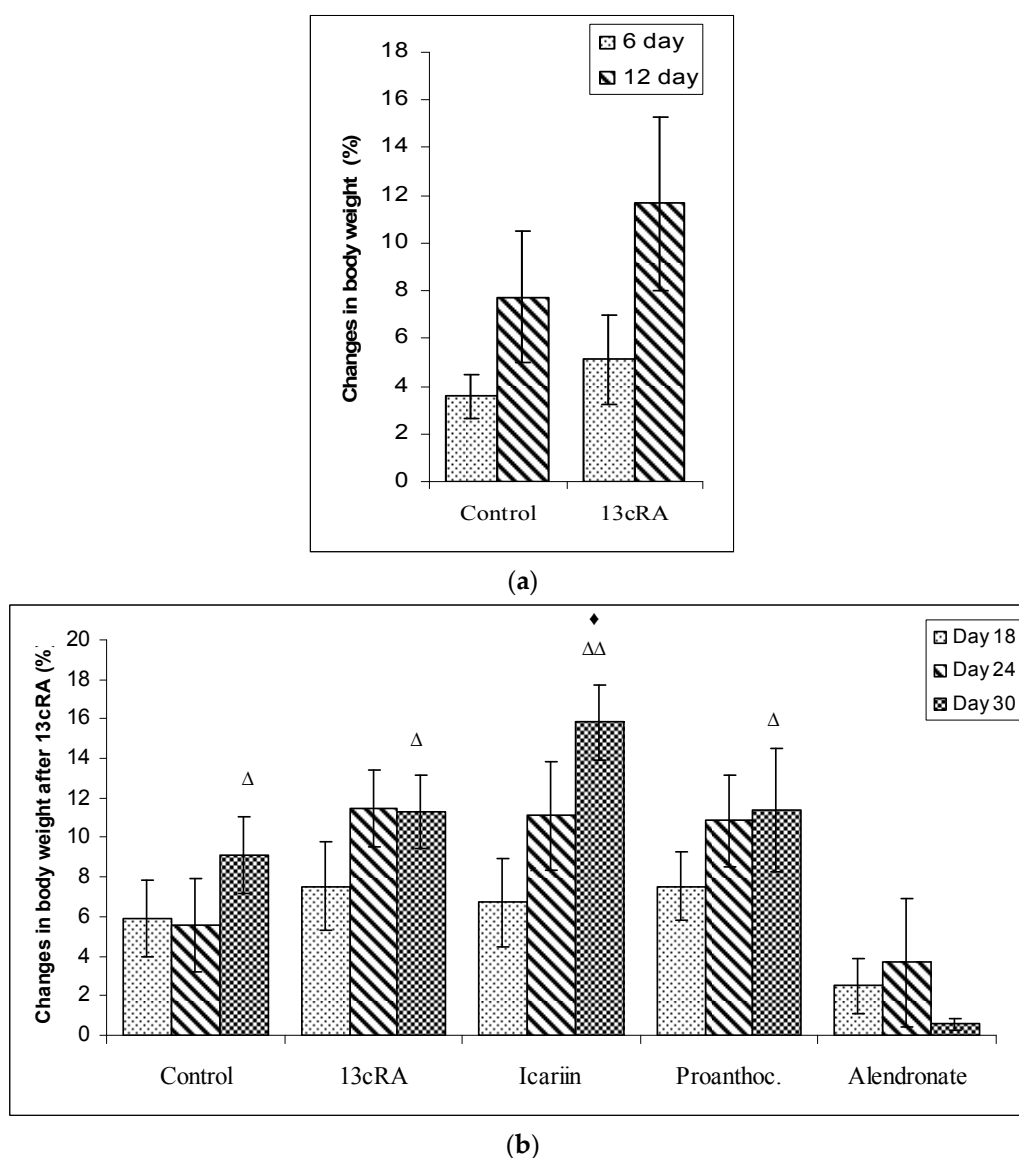 6 day
12 day
18
16
14
12
10
8
6
4
2
0
Changes in body weight (%)
Control 13cRA
(a)
Day 18
Day 24
Day 30
20
18
16
14
12
10
8
6
4
2
0
Changes in body weight after 13cRA (%)
♦
Δ Δ ΔΔ Δ
Control 13cRA Icariin Proanthoc. Alendronate
(b)